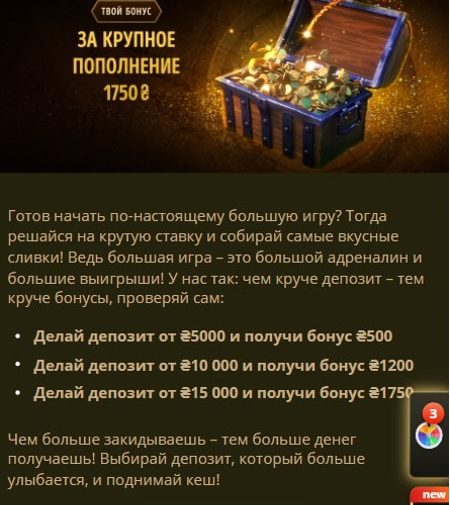 ТВОЙ БОНУС
ЗА КРУПНОЕ
ПОПОЛНЕНИЕ
1750 ₴
Готов начать по-настоящему большую игру? Тогда
решайся на крутую ставку и собирай самые вкусные
сливки! Ведь большая игра – это большой адреналин и
большие выигрыши! У нас так: чем круче депозит – тем
круче бонусы, проверяй сам:
• Делай депозит от ₴5000 и получи бонус ₴500
• Делай депозит от ₴10 000 и получи бонус ₴1200
• Делай депозит от ₴15 000 и получи бонус ₴1750
3
Чем больше закидываешь – тем больше денег
получаешь! Выбирай депозит, который больше
улыбается, и поднимай кеш!
new